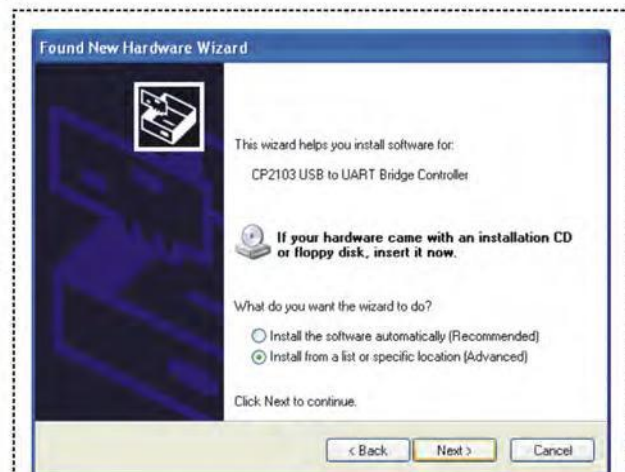 Found New Hardware Wizard
This wizard helps you install software for:
CP2103 USB to UART Bridge Controller
If your hardware came with an installation CD
or floppy disk, insert it now.
What do you want the wizard to do?
Install the software automatically (Recommended)
Install from a list or specific location (Advanced)
Click Next to continue.
< Back Next > Cancel